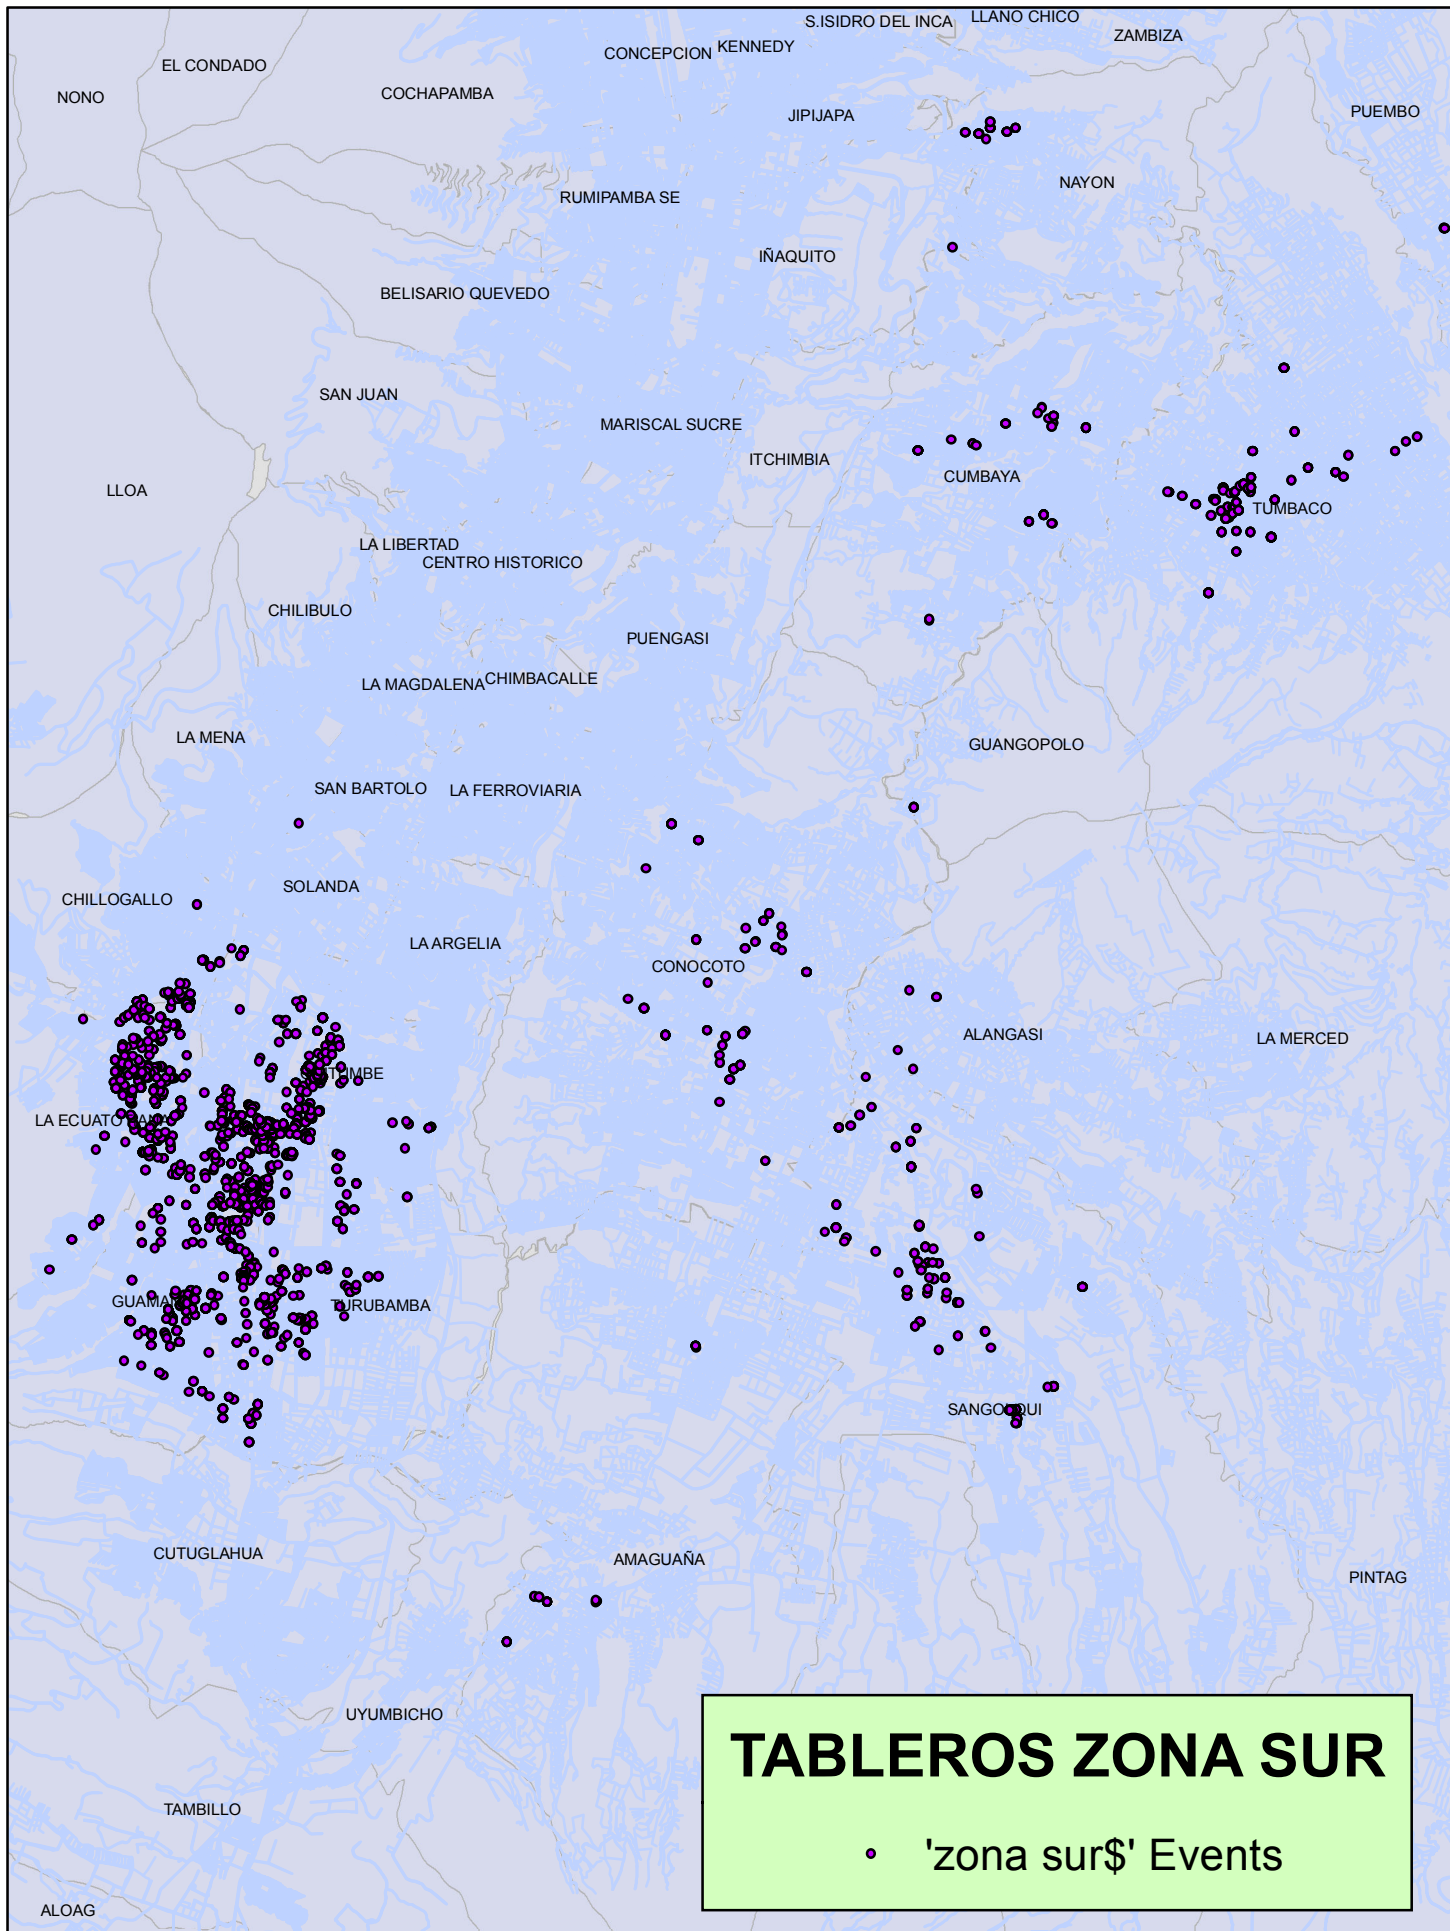 S.ISIDRO DEL INCA
LLANO CHICO
ZAMBIZA
CONCEPCION
KENNEDY
EL CONDADO
NONO
COCHAPAMBA
JIPIJAPA
PUEMBO
NAYON
RUMIPAMBA SE
IÑAQUITO
BELISARIO QUEVEDO
SAN JUAN
MARISCAL SUCRE
ITCHIMBIA
CUMBAYA
LLOA
TUMBACO
LA LIBERTAD
CENTRO HISTORICO
CHILIBULO
PUENGASI
LA MAGDALENA
CHIMBACALLE
LA MENA
GUANGOPOLO
SAN BARTOLO
LA FERROVIARIA
SOLANDA
CHILLOGALLO
LA ARGELIA
CONOCOTO
ALANGASI
LA MERCED
TURUBAMBA
CUTUGLAHUA
AMAGUAÑA
PINTAG
UYUMBICHO
TABLEROS ZONA SUR
'zona sur$' Events
TAMBILLO
ALOAG